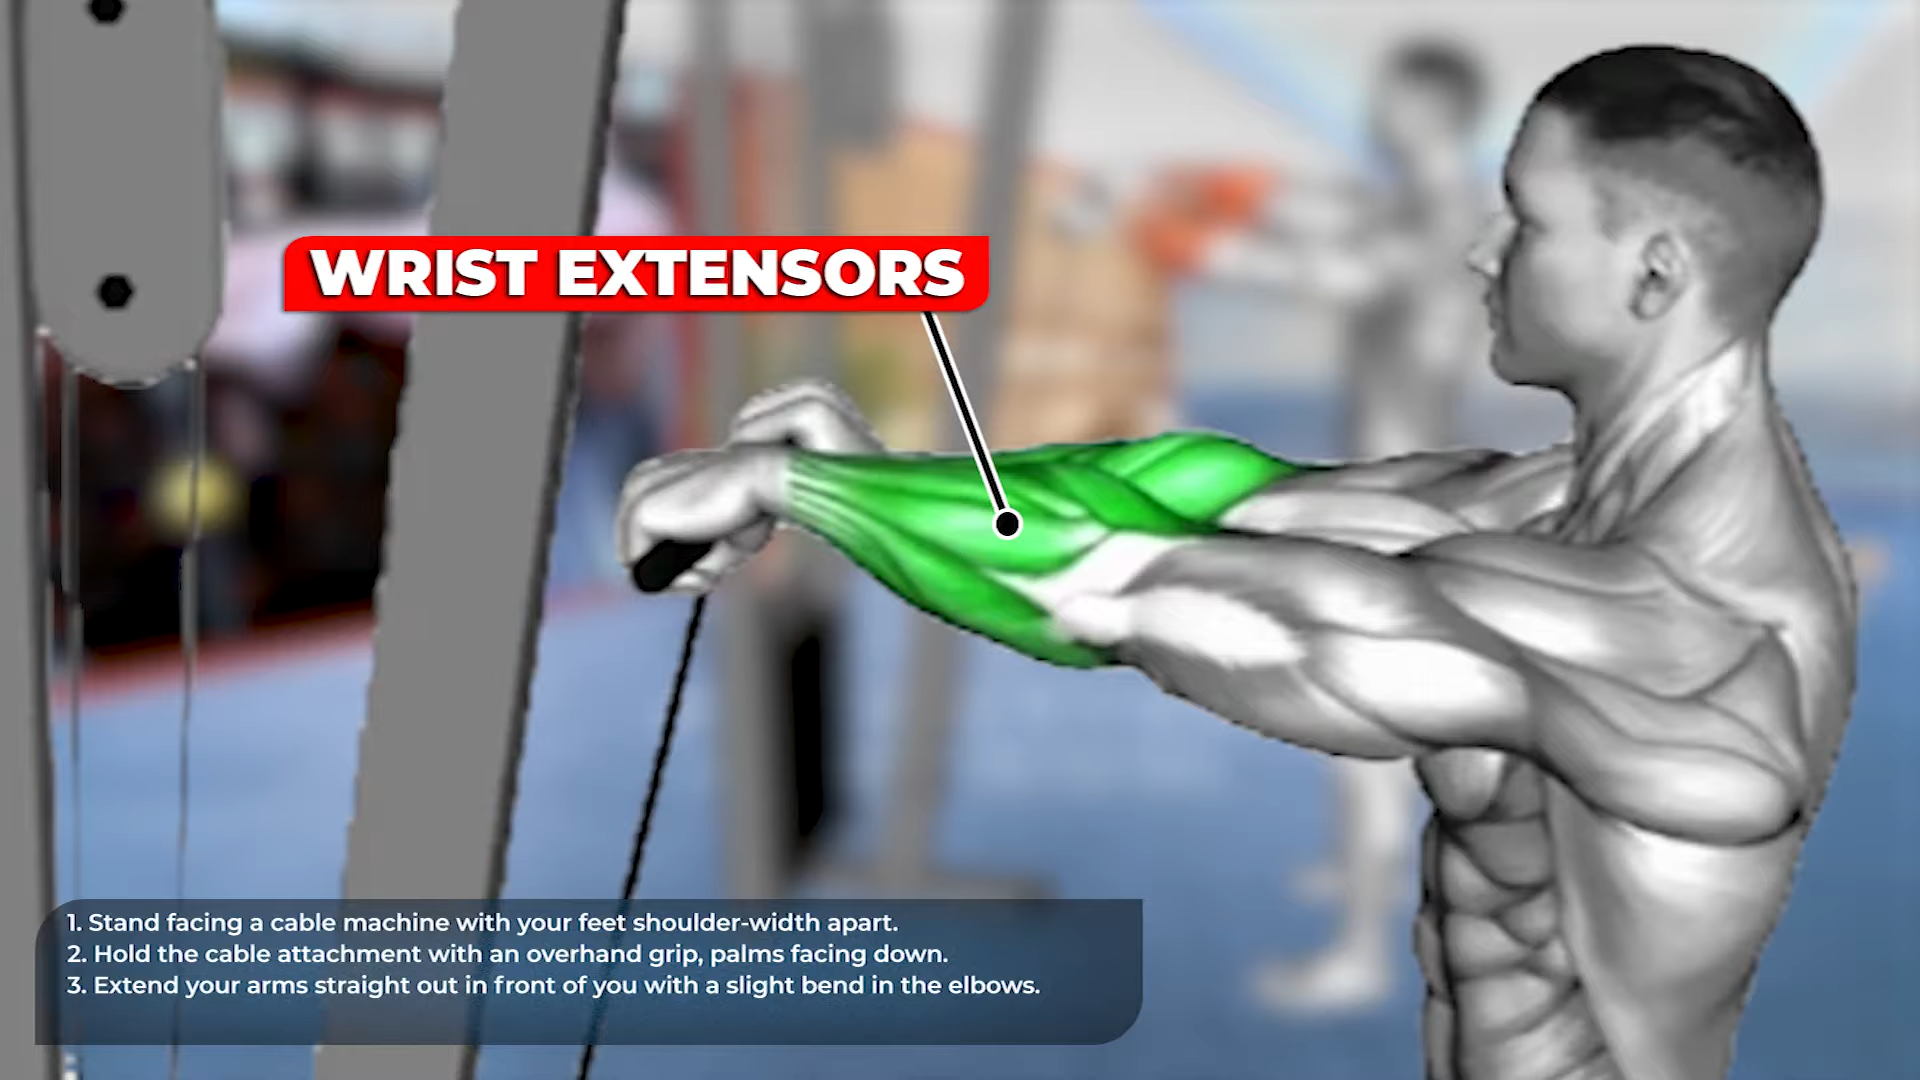 WRIST EXTENSORS
1. Stand facing a cable machine with your feet shoulder-width apart.
2. Hold the cable attachment with an overhand grip, palms facing down.
3. Extend your arms straight out in front of you with a slight bend in the elbows.